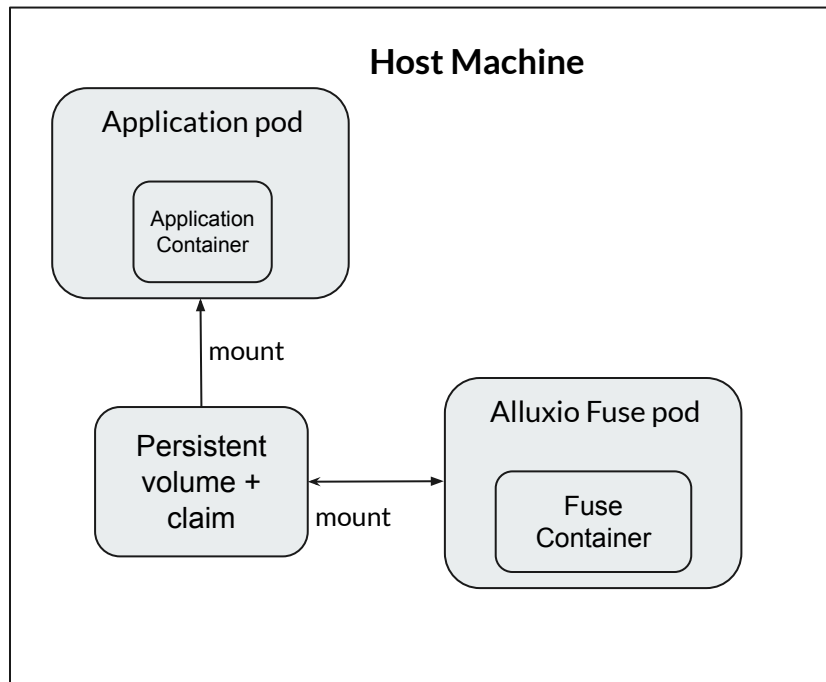 Host Machine
Application pod
Application
Container
mount
Persistent
volume +
claim
mount
Alluxio Fuse pod
Fuse
Container